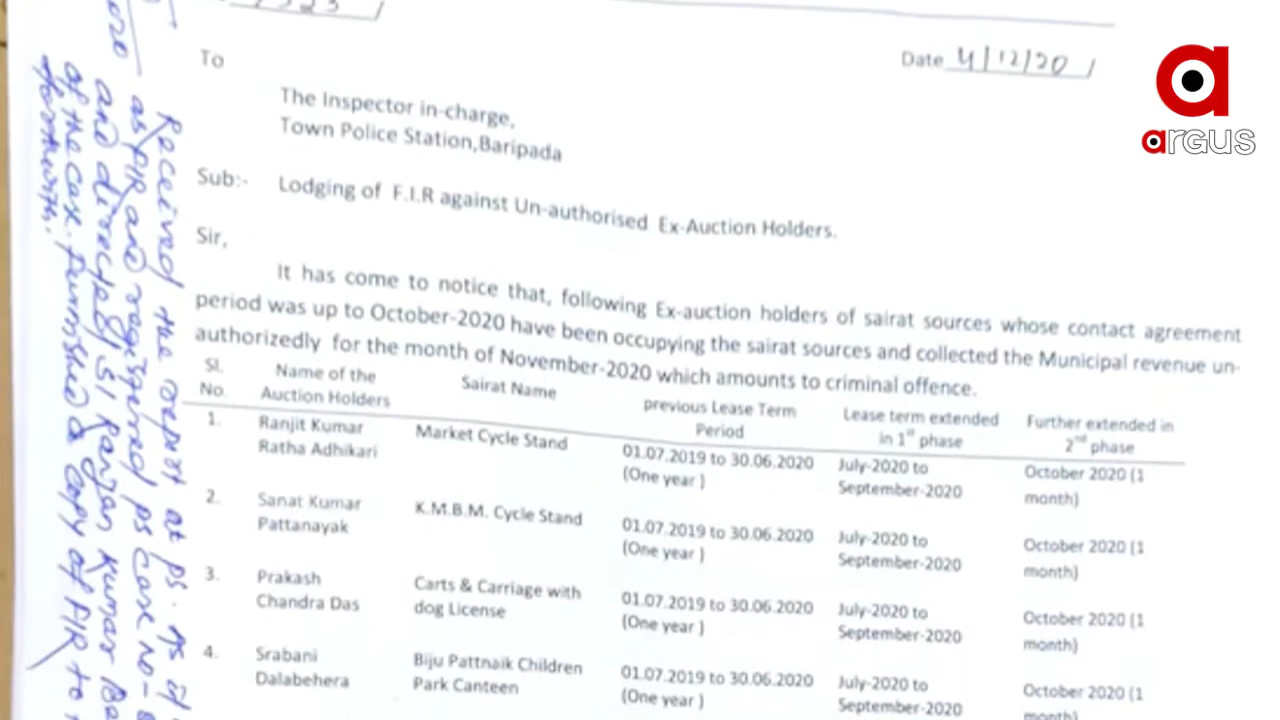 Date 4/12/20
argus
To
The Inspector in-charge,
Town Police Station,Baripada
Sub:- Lodging of F.I.R against Un-authorised Ex-Auction Holders.
Sir,
It has come to notice that, following Ex-auction holders of sairat sources whose contact agreement
period was up to October-2020 have been occupying the sairat sources and collected the Municipal revenue un-
authorizedly for the month of November-2020 which amounts to criminal offence.
Sl. No.
Name of the
Auction Holders
Sairat Name
previous Lease Term
Period
Lease term extended
in 1st phase
Further extended in
2nd phase
1.
Ranjit Kumar
Ratha Adhikari
Market Cycle Stand
01.07.2019 to 30.06.2020
(One year )
July-2020 to
September-2020
October 2020 (1
month)
2.
Sanat Kumar
Pattanayak
K.M.B.M. Cycle Stand
01.07.2019 to 30.06.2020
(One year )
July-2020 to
September-2020
October 2020 (1
month)
3.
Prakash
Chandra Das
Carts & Carriage with
dog License
01.07.2019 to 30.06.2020
(One year )
July-2020 to
September-2020
October 2020 (1
month)
4.
Srabani
Dalabehera
Biju Pattnaik Children
Park Canteen
01.07.2019 to 30.06.2020
(One year )
July-2020 to
September-2020
October 2020 (1
month)
Received the report at ps. As it
as FIR and registered ps case no-
and directed SI Ranjan Kumar
of the case. Furnished a copy of FIR to
forthwith.